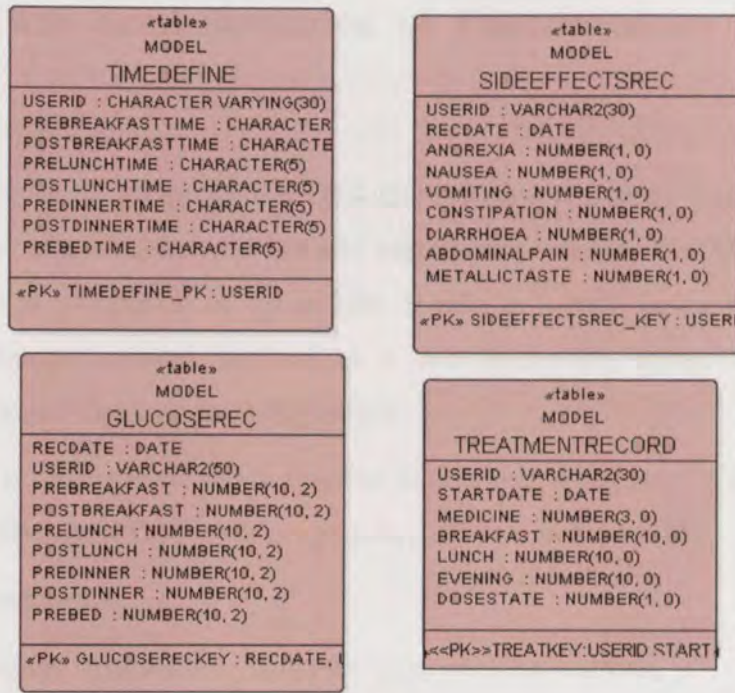 «table»
MODEL
TIMEDEFINE
USERID : CHARACTER VARYING(30)
PREBREAKFASTTIME : CHARACTER
POSTBREAKFASTTIME : CHARACTE
PRELUNCHTIME : CHARACTER(5)
POSTLUNCHTIME : CHARACTER(5)
PREDINNERTIME : CHARACTER(5)
POSTDINNERTIME : CHARACTER(5)
PREBEDTIME : CHARACTER(5)
«PK» TIMEDEFINE_PK : USERID
«table»
MODEL
SIDEEFFECTSREC
USERID : VARCHAR2(30)
RECDATE : DATE
ANOREXIA : NUMBER(1, 0)
NAUSEA : NUMBER(1, 0)
VOMITING : NUMBER(1, 0)
CONSTIPATION : NUMBER(1, 0)
DIARRHOEA : NUMBER(1, 0)
ABDOMINALPAIN : NUMBER(1, 0)
METALLICTASTE : NUMBER(1, 0)
«PK» SIDEEFFECTSREC_KEY : USERI
«table»
MODEL
GLUCOSEREC
RECDATE : DATE
USERID : VARCHAR2(50)
PREBREAKFAST : NUMBER(10, 2)
POSTBREAKFAST : NUMBER(10, 2)
PRELUNCH : NUMBER(10, 2)
POSTLUNCH : NUMBER(10, 2)
PREDINNER : NUMBER(10, 2)
POSTDINNER : NUMBER(10, 2)
PREBED : NUMBER(10, 2)
«PK» GLUCOSERECKEY : RECDATE,
«table»
MODEL
TREATMENTRECORD
USERID : VARCHAR2(30)
STARTDATE : DATE
MEDICINE : NUMBER(3, 0)
BREAKFAST : NUMBER(10, 0)
LUNCH : NUMBER(10, 0)
EVENING : NUMBER(10, 0)
DOSESTATE : NUMBER(1, 0)
<<PK>>TREATKEY:USERID START